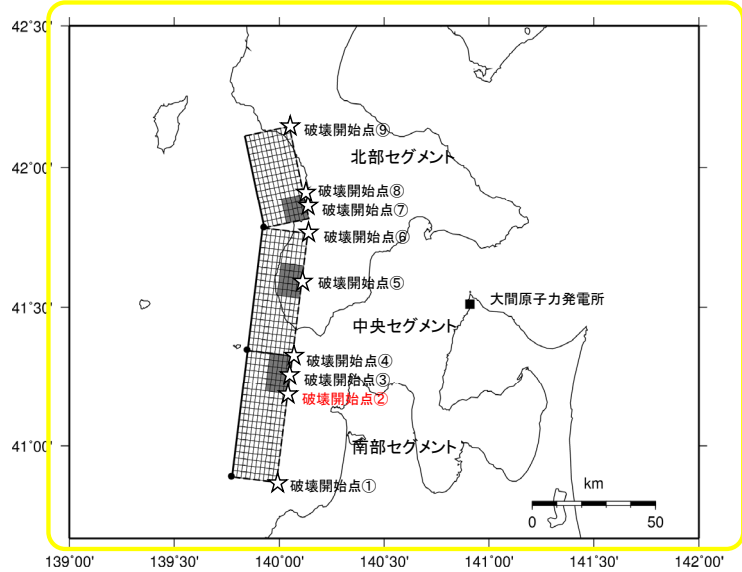 42°30'
破壊開始点⑨
北部セグメント
42°00'
破壊開始点⑧
破壊開始点⑦
破壊開始点⑥
破壊開始点⑤
大間原子力発電所
41°30'
中央セグメント
破壊開始点④
破壊開始点③
破壊開始点②
41°00'
南部セグメント
破壊開始点①
km
0 50
139°00' 139°30' 140°00' 140°30' 141°00' 141°30' 142°00'